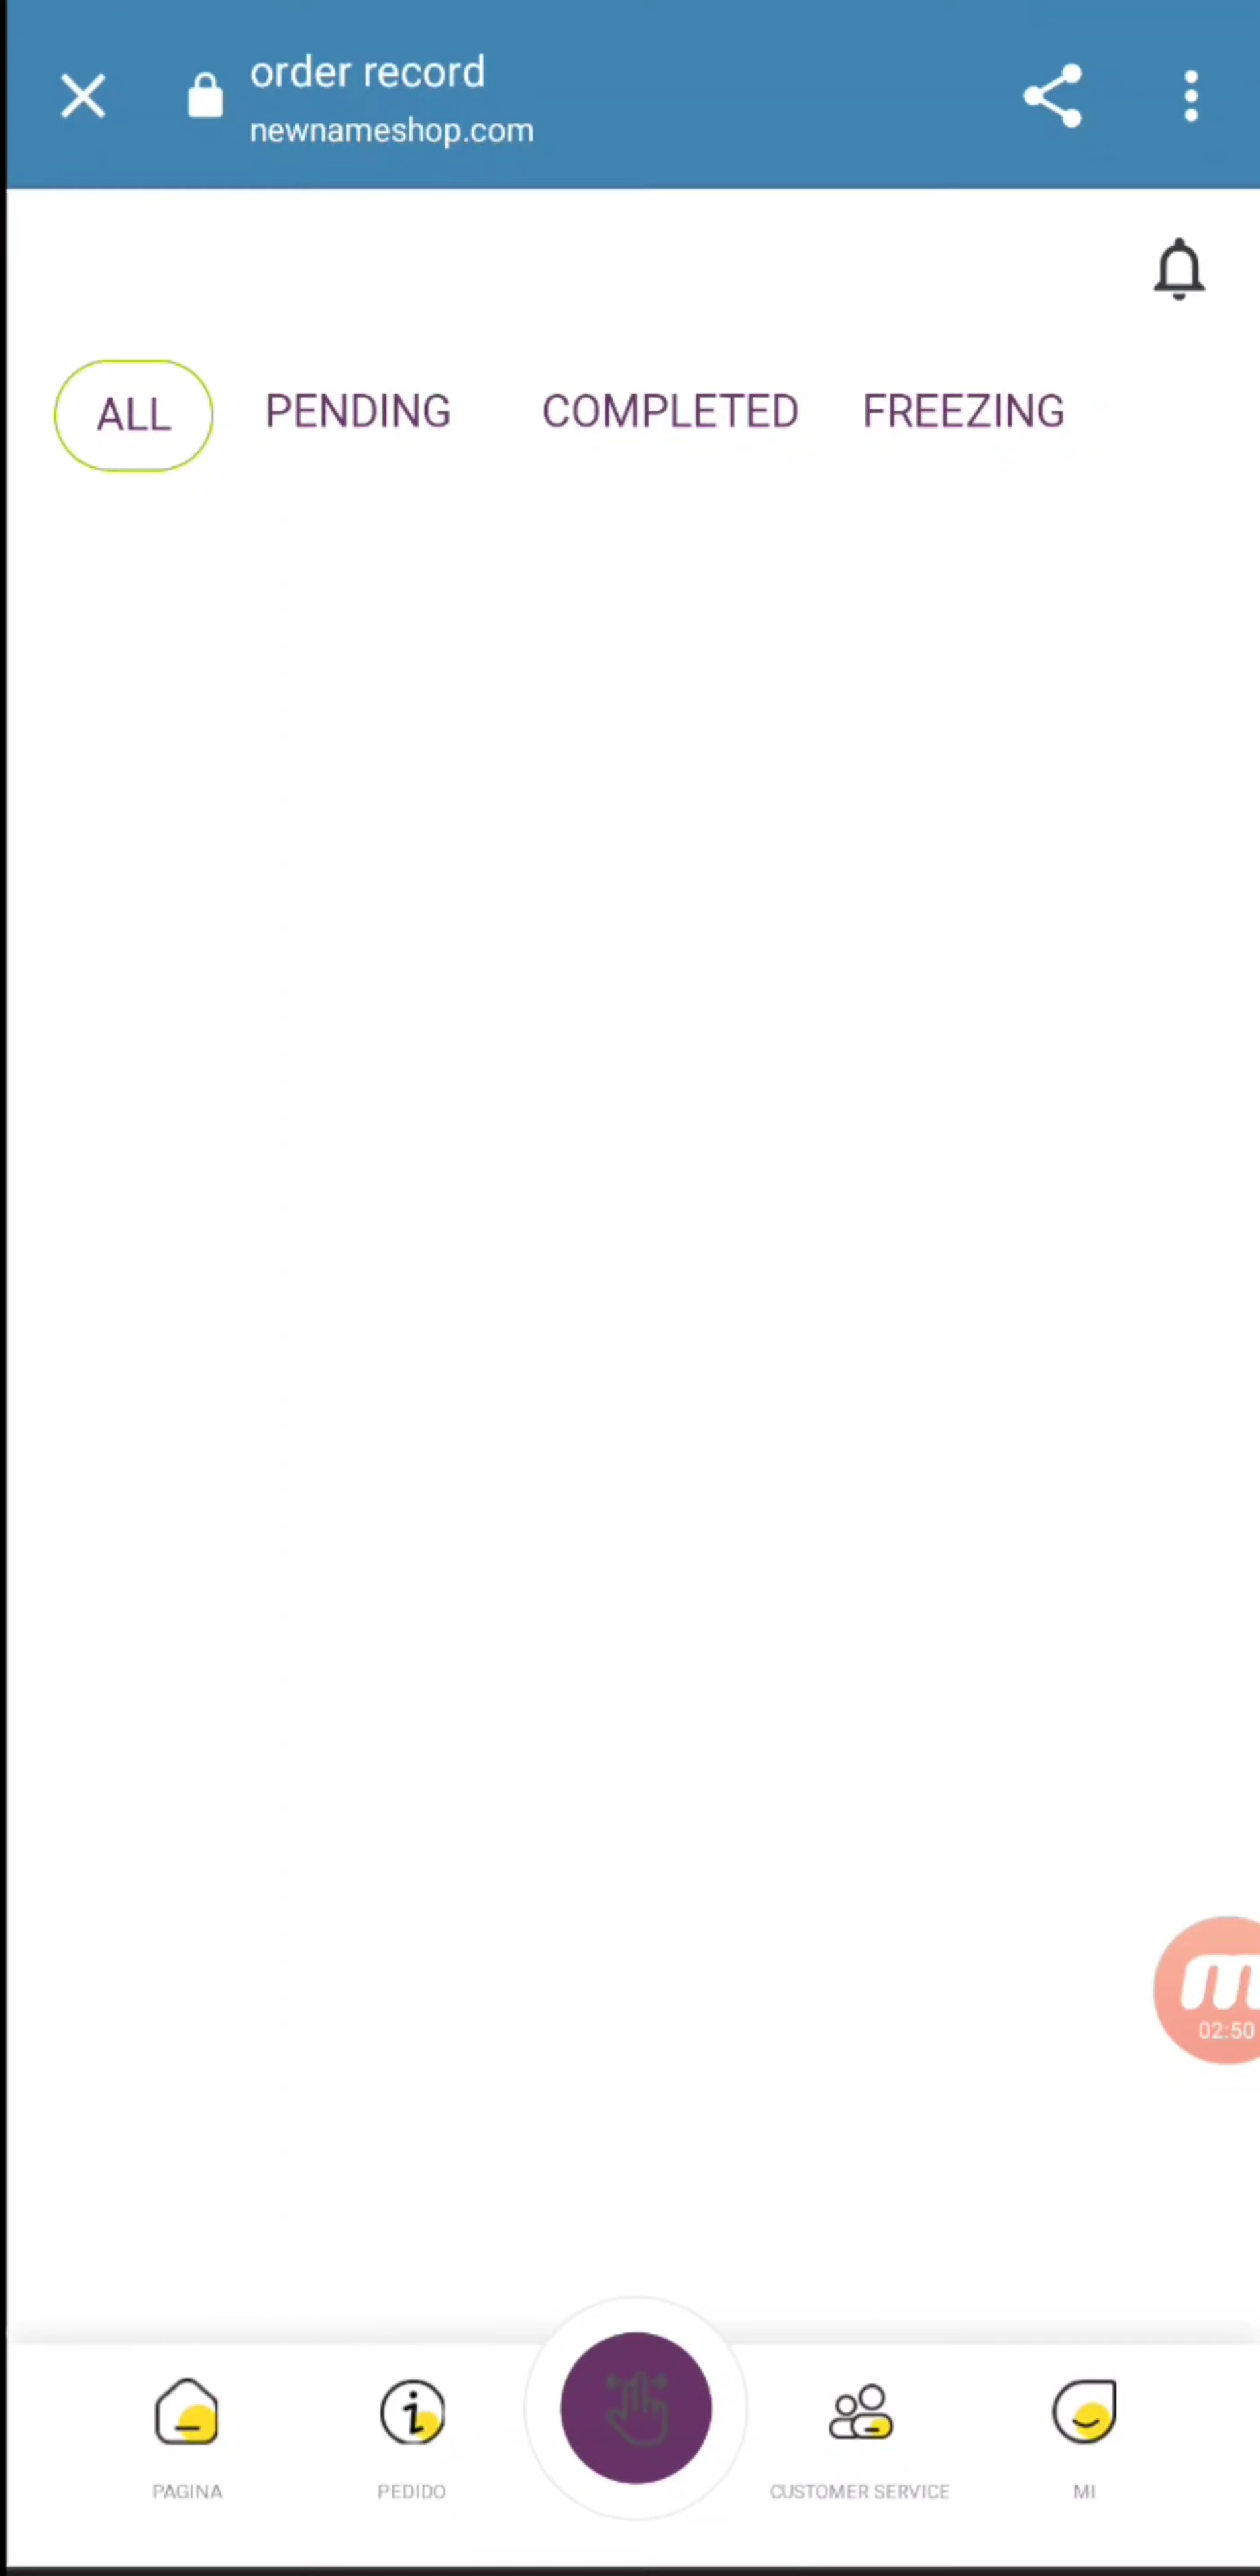 order record
newnameshop.com
ALL PENDING COMPLETED FREEZING
m
02:50
PAGINA PEDIDO CUSTOMER SERVICE MI